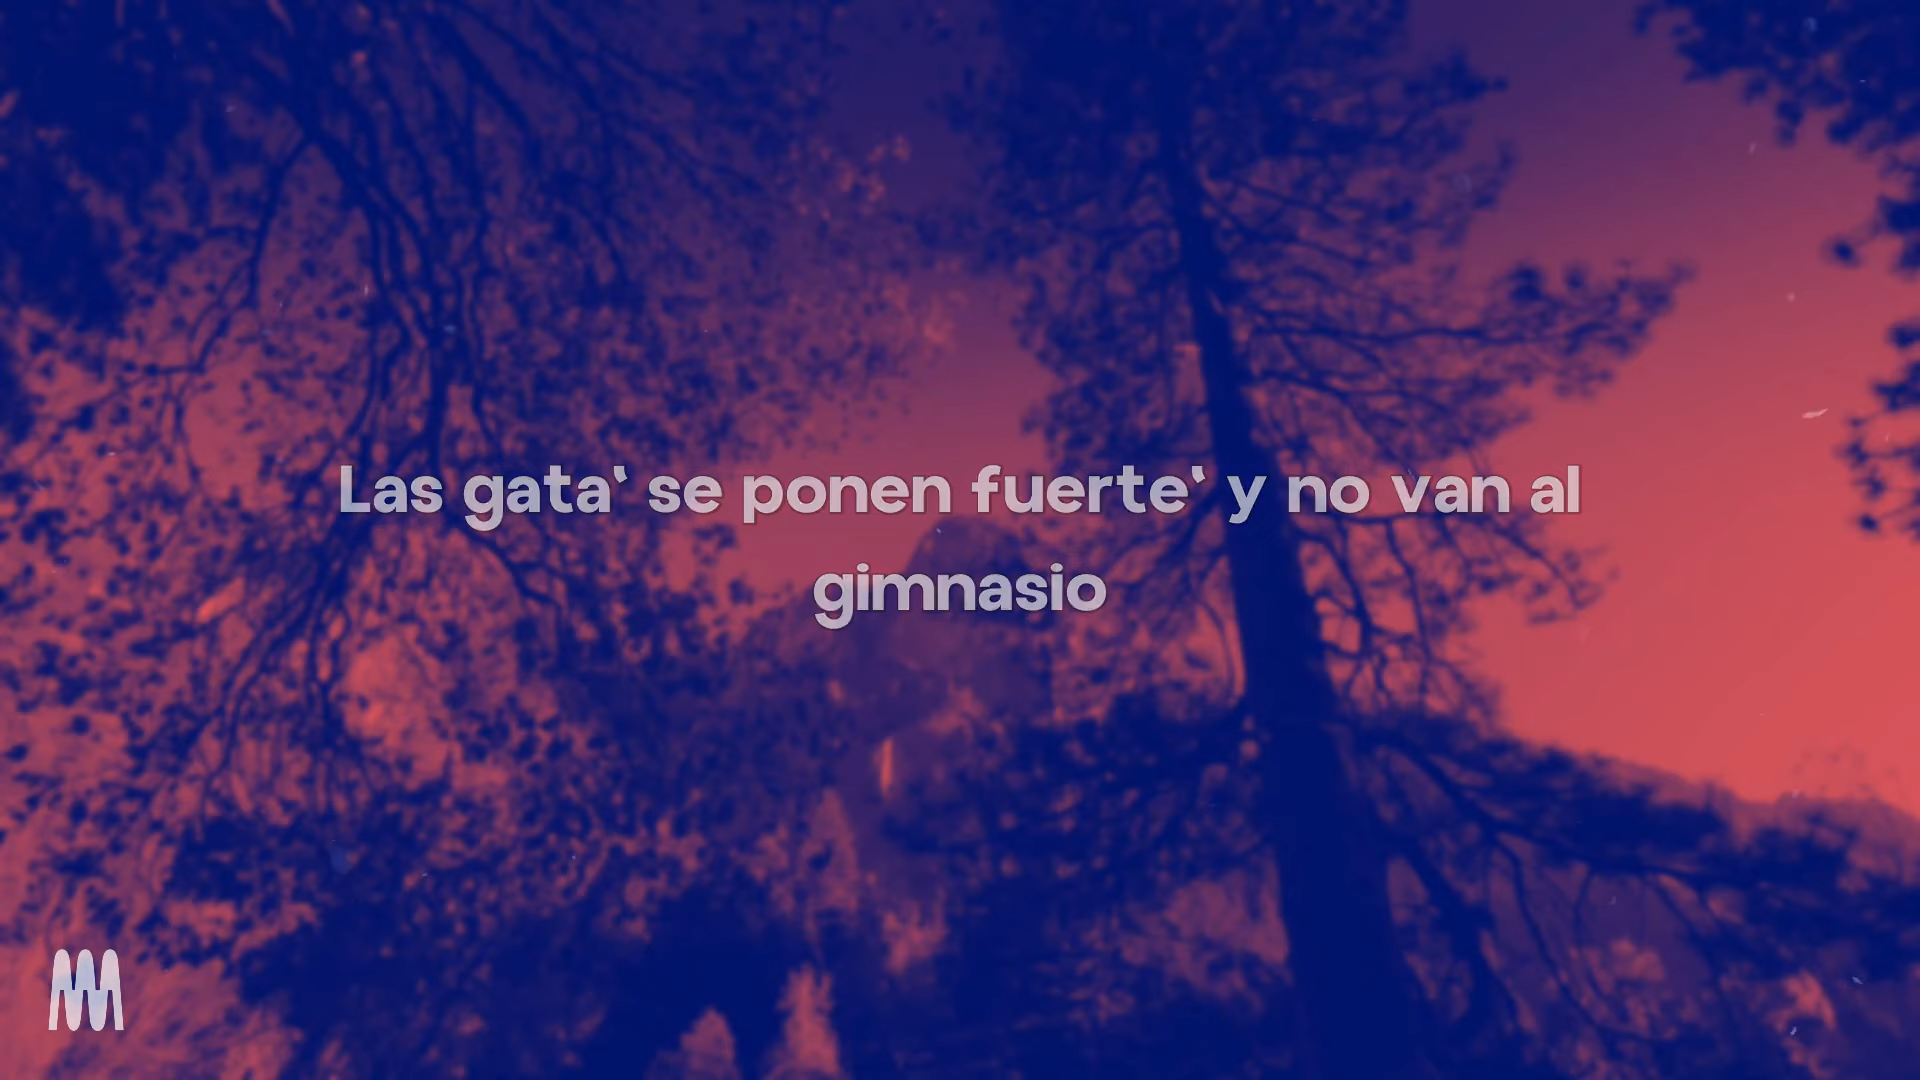 Las gata‘ se ponen fuerte‘ y no van al
gimnasio